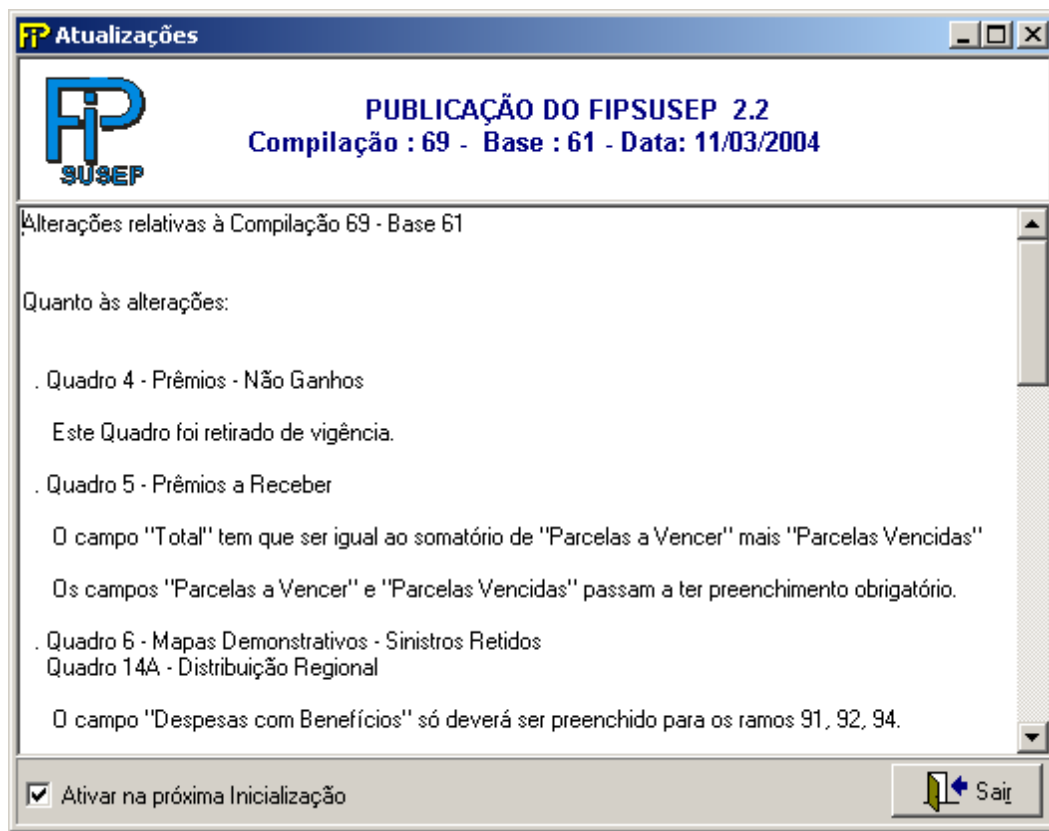 FiP Atualizações
FiP
SUSEP
PUBLICAÇÃO DO FIPSUSEP 2.2
Compilação : 69 - Base : 61 - Data: 11/03/2004
Alterações relativas à Compilação 69 - Base 61
Quanto às alterações:
. Quadro 4 - Prêmios - Não Ganhos
Este Quadro foi retirado de vigência.
. Quadro 5 - Prêmios a Receber
O campo "Total" tem que ser igual ao somatório de "Parcelas a Vencer" mais "Parcelas Vencidas"
Os campos "Parcelas a Vencer" e "Parcelas Vencidas" passam a ter preenchimento obrigatório.
. Quadro 6 - Mapas Demonstrativos - Sinistros Retidos
Quadro 14A - Distribuição Regional
O campo "Despesas com Benefícios" só deverá ser preenchido para os ramos 91, 92, 94.
Ativar na próxima Inicialização
Sair